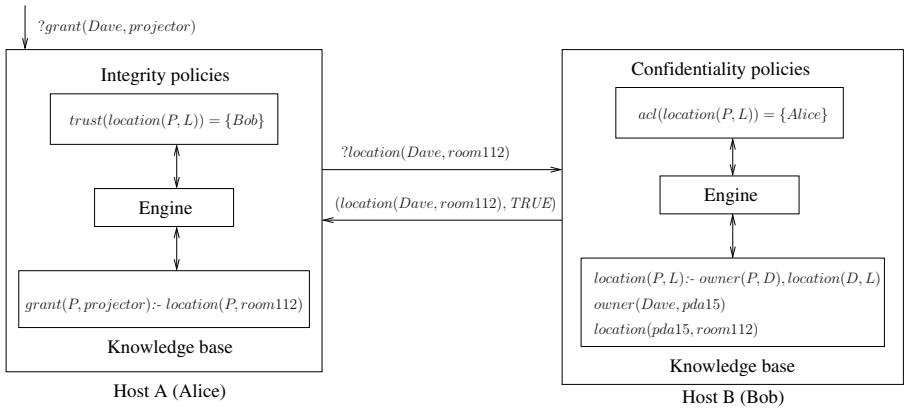 ?grant(Dave, projector)
Integrity policies
trust(location(P, L)) = {Bob}
Engine
grant(P, projector):- location(P, room112)
Knowledge base
Host A (Alice)
?location(Dave, room112)
(location(Dave, room112), TRUE)
Confidentiality policies
acl(location(P, L)) = {Alice}
Engine
location(P, L):- owner(P, D), location(D, L)
owner(Dave, pda15)
location(pda15, room112)
Knowledge base
Host B (Bob)